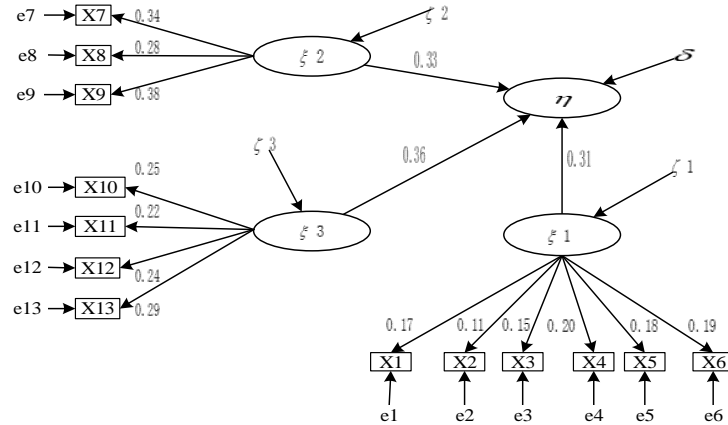 e7 X7 0.34 ζ 2
e8 X8 0.28 ξ 2
e9 X9 0.38 0.33 η δ
ζ 3 0.36 0.31 ζ 1
e10 X10 0.25
e11 X11 0.22 ξ 3 ξ 1
e12 X12 0.24
e13 X13 0.29
0.17 0.11 0.15 0.20 0.18 0.19
X1 X2 X3 X4 X5 X6
e1 e2 e3 e4 e5 e6